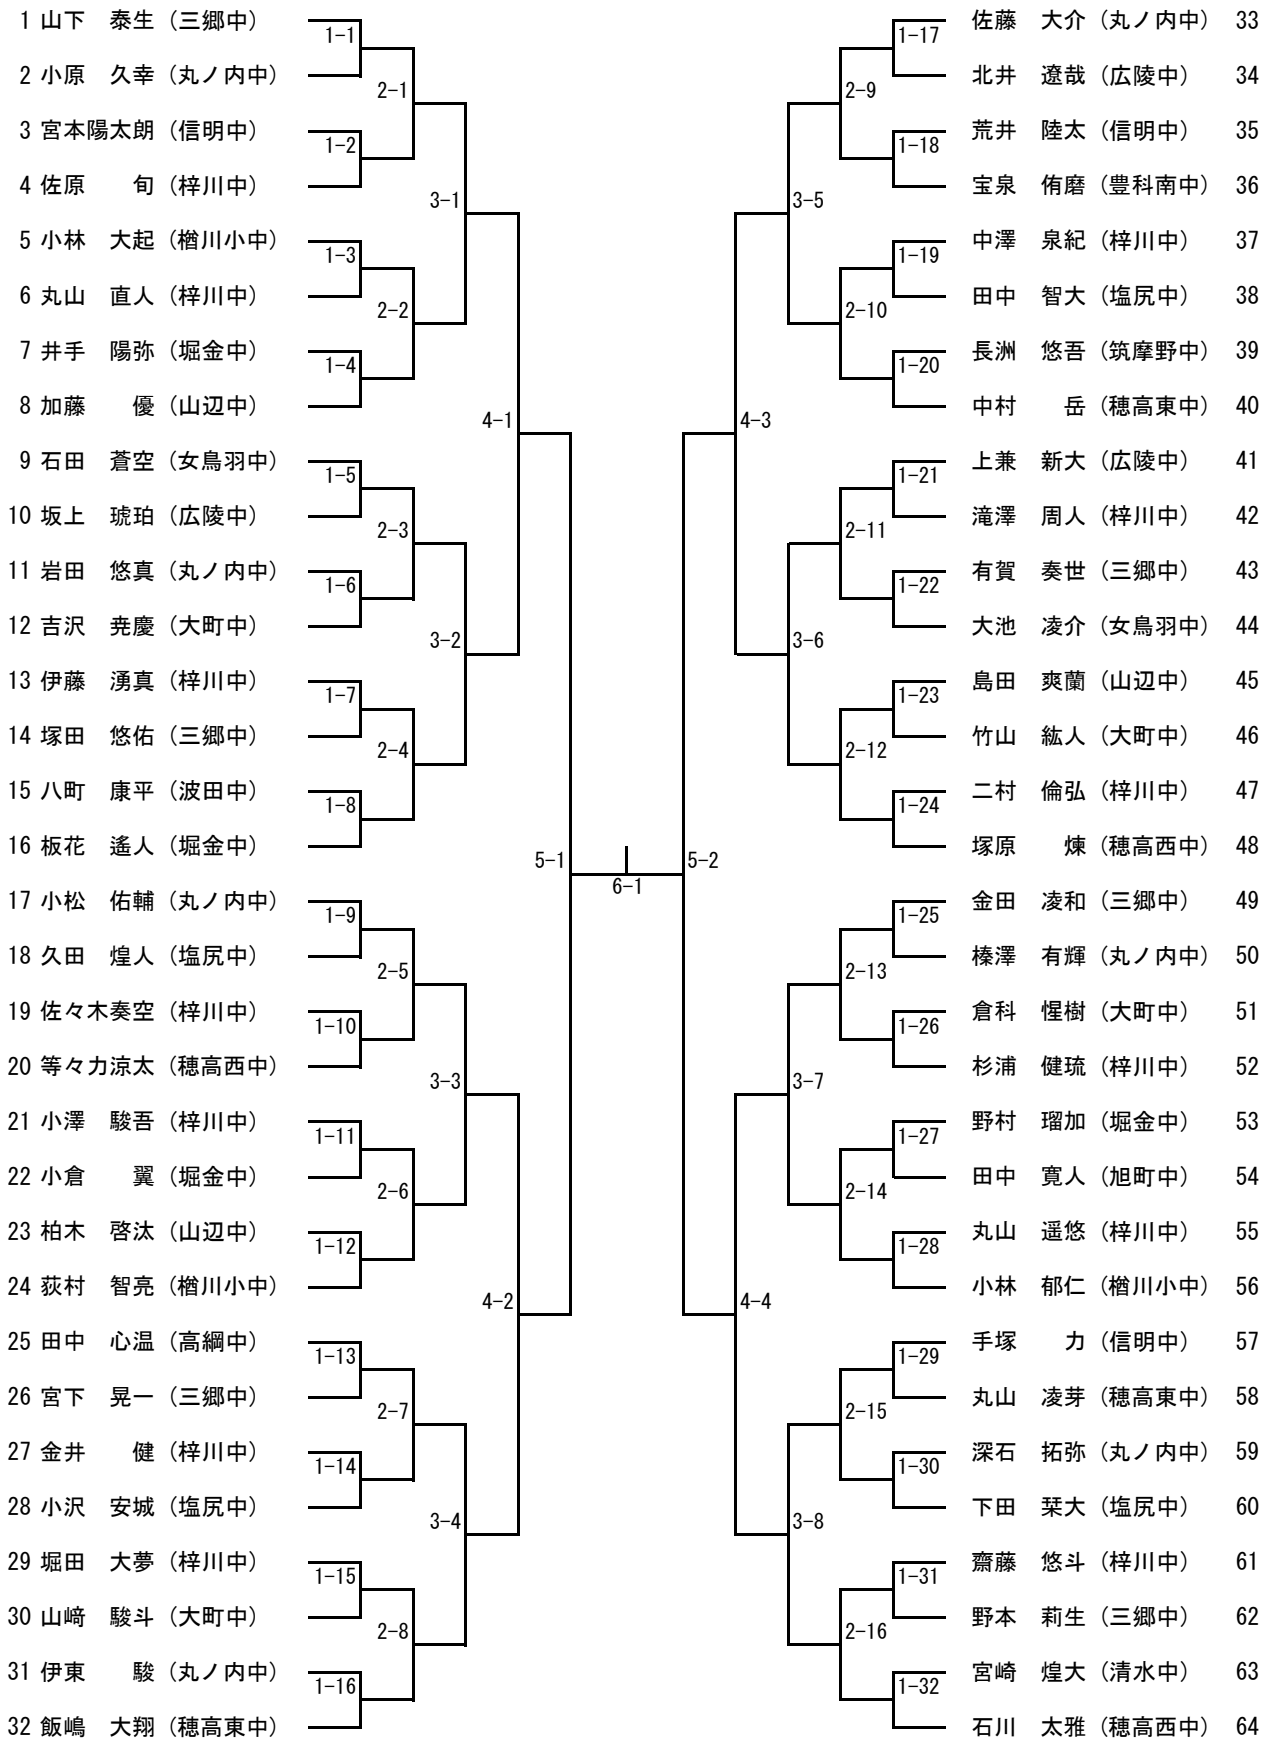 1 山下　泰生（三郷中）
2 小原　久幸（丸ノ内中）
3 宮本陽太朗（信明中）
4 佐原　　旬（梓川中）
5 小林　大起（楢川小中）
6 丸山　直人（梓川中）
7 井手　陽弥（堀金中）
8 加藤　　優（山辺中）
9 石田　蒼空（女鳥羽中）
10 坂上　琥珀（広陵中）
11 岩田　悠真（丸ノ内中）
12 吉沢　尭慶（大町中）
13 伊藤　湧真（梓川中）
14 塚田　悠佑（三郷中）
15 八町　康平（波田中）
16 板花　遙人（堀金中）
17 小松　佑輔（丸ノ内中）
18 久田　煌人（塩尻中）
19 佐々木奏空（梓川中）
20 等々力涼太（穂高西中）
21 小澤　駿吾（梓川中）
22 小倉　　翼（堀金中）
23 柏木　啓汰（山辺中）
24 荻村　智亮（楢川小中）
25 田中　心温（高綱中）
26 宮下　晃一（三郷中）
27 金井　　健（梓川中）
28 小沢　安城（塩尻中）
29 堀田　大夢（梓川中）
30 山﨑　駿斗（大町中）
31 伊東　　駿（丸ノ内中）
32 飯嶋　大翔（穂高東中）
1-1
1-2
1-3
1-4
1-5
1-6
1-7
1-8
1-9
1-10
1-11
1-12
1-13
1-14
1-15
1-16
2-1
2-2
2-3
2-4
2-5
2-6
2-7
2-8
3-1
3-2
3-3
3-4
4-1
4-2
5-1
6-1
5-2
4-3
4-4
3-5
3-6
3-7
3-8
2-9
2-10
2-11
2-12
2-13
2-14
2-15
2-16
1-17
1-18
1-19
1-20
1-21
1-22
1-23
1-24
1-25
1-26
1-27
1-28
1-29
1-30
1-31
1-32
佐藤　大介（丸ノ内中） 33
北井　遼哉（広陵中） 34
荒井　陸太（信明中） 35
宝泉　侑磨（豊科南中） 36
中澤　泉紀（梓川中） 37
田中　智大（塩尻中） 38
長洲　悠吾（筑摩野中） 39
中村　　岳（穂高東中） 40
上兼　新大（広陵中） 41
滝澤　周人（梓川中） 42
有賀　奏世（三郷中） 43
大池　凌介（女鳥羽中） 44
島田　爽蘭（山辺中） 45
竹山　紘人（大町中） 46
二村　倫弘（梓川中） 47
塚原　　煉（穂高西中） 48
金田　凌和（三郷中） 49
榛澤　有輝（丸ノ内中） 50
倉科　惺樹（大町中） 51
杉浦　健琉（梓川中） 52
野村　瑠加（堀金中） 53
田中　寛人（旭町中） 54
丸山　遥悠（梓川中） 55
小林　郁仁（楢川小中） 56
手塚　　力（信明中） 57
丸山　凌芽（穂高東中） 58
深石　拓弥（丸ノ内中） 59
下田　栞大（塩尻中） 60
齋藤　悠斗（梓川中） 61
野本　莉生（三郷中） 62
宮崎　煌大（清水中） 63
石川　太雅（穂高西中） 64